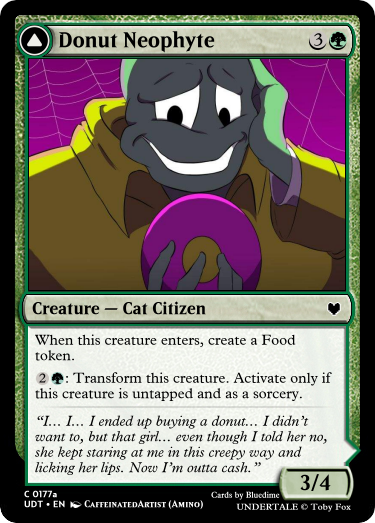 Donut Neophyte 3
Creature — Cat Citizen
When this creature enters, create a Food
token.
2: Transform this creature. Activate only if
this creature is untapped and as a sorcery.
“I... I... I ended up buying a donut... I didn't
want to, but that girl... even though I told her no,
she kept staring at me in this creepy way and
licking her lips. Now I'm outta cash.”
3/4
C 0177a
Cards by Bluedime
UDT • EN CaffeinatedArtist (Amino)
UNDERTALE © Toby Fox